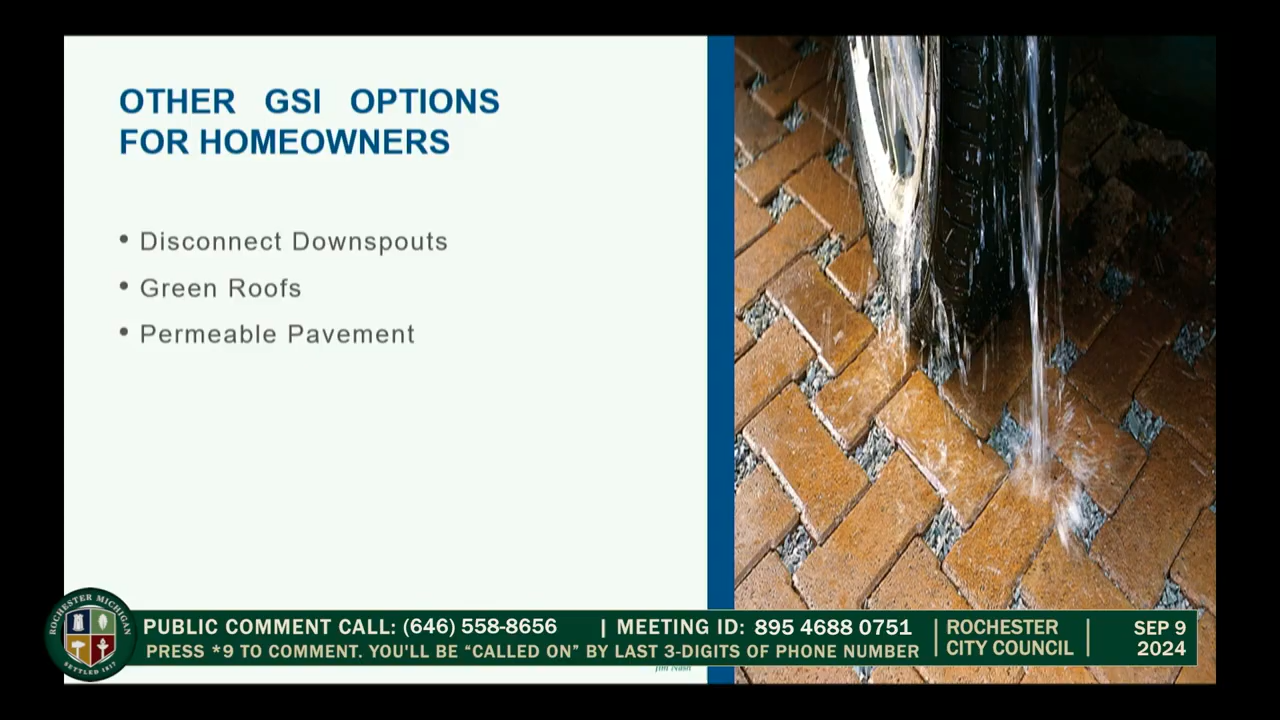 OTHER GSI OPTIONS
FOR HOMEOWNERS
• Disconnect Downspouts
• Green Roofs
• Permeable Pavement
Jim Nash
ROCHESTER MICHIGAN
SETTLED 1817
PUBLIC COMMENT CALL: (646) 558-8656 | MEETING ID: 895 4688 0751
PRESS *9 TO COMMENT. YOU'LL BE “CALLED ON” BY LAST 3-DIGITS OF PHONE NUMBER
ROCHESTER
CITY COUNCIL
SEP 9
2024